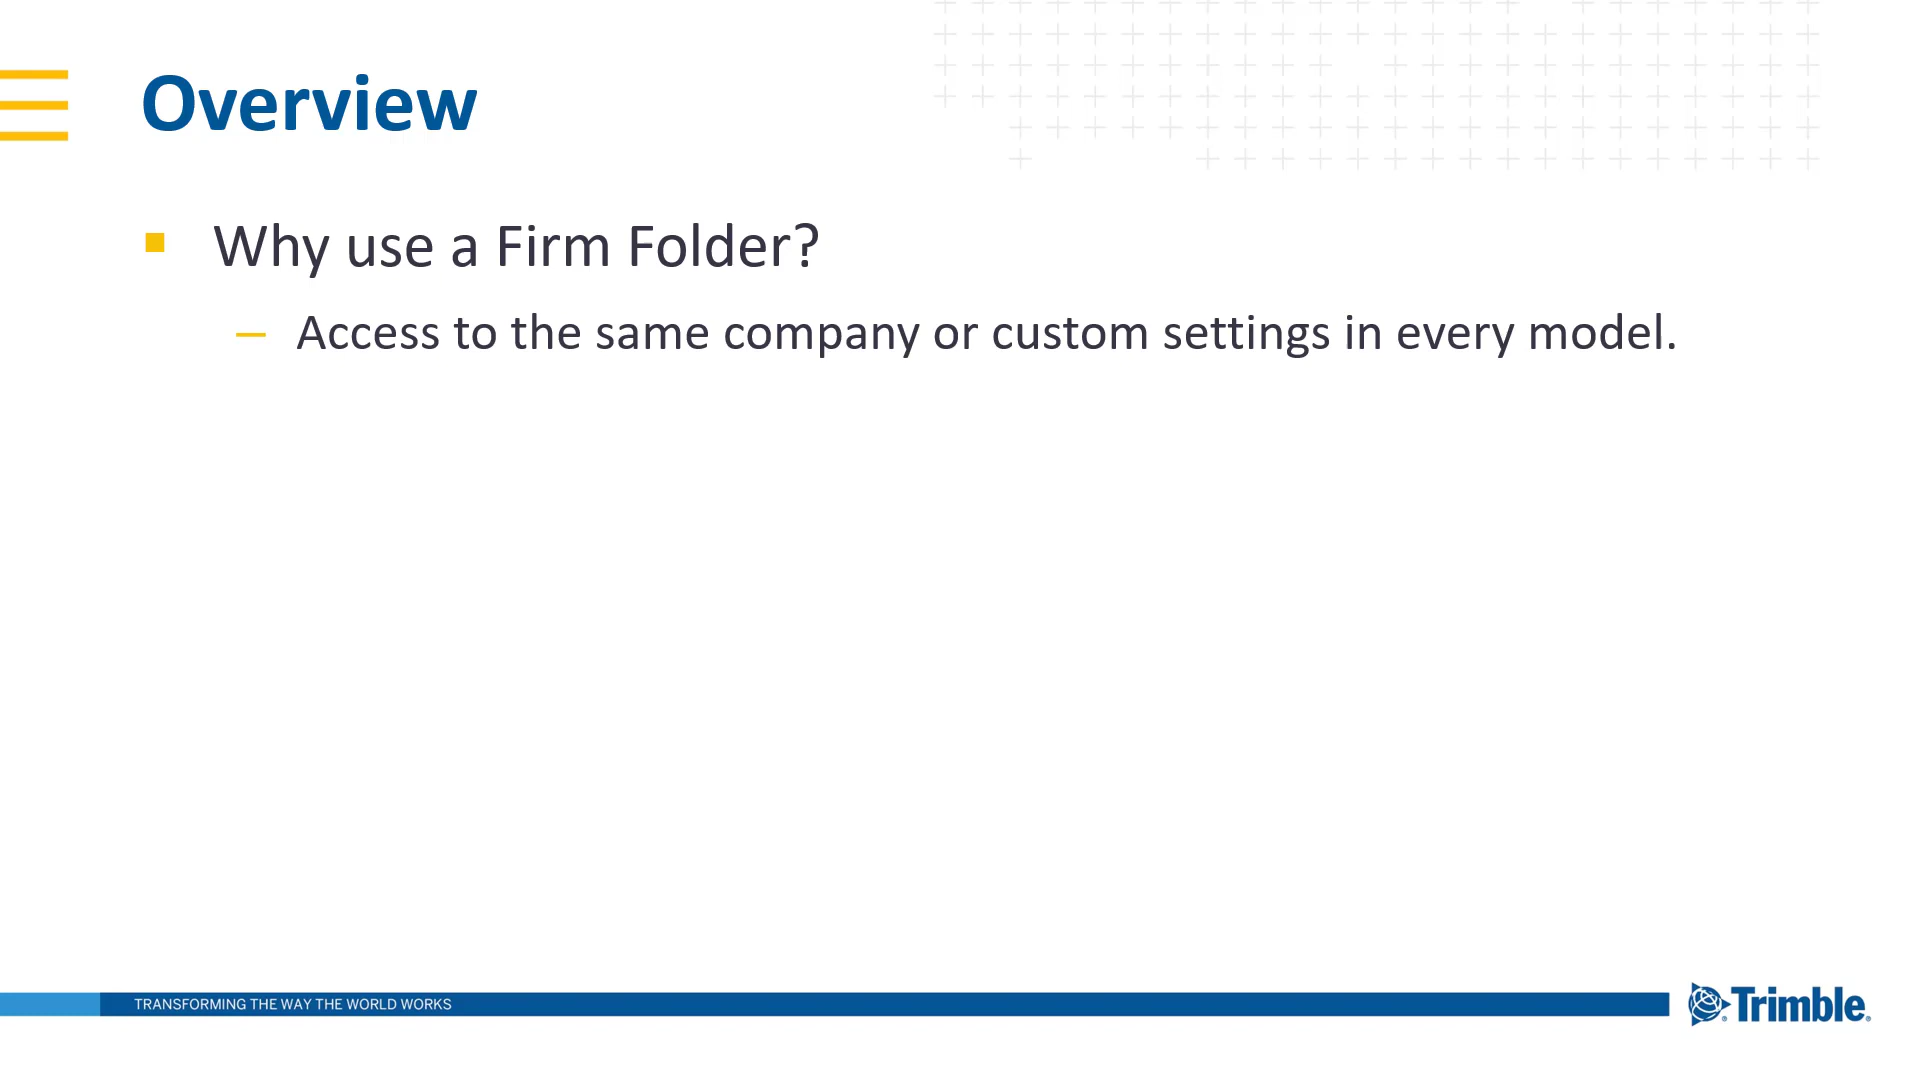 Overview
Why use a Firm Folder?
– Access to the same company or custom settings in every model.
TRANSFORMING THE WAY THE WORLD WORKS
Trimble®